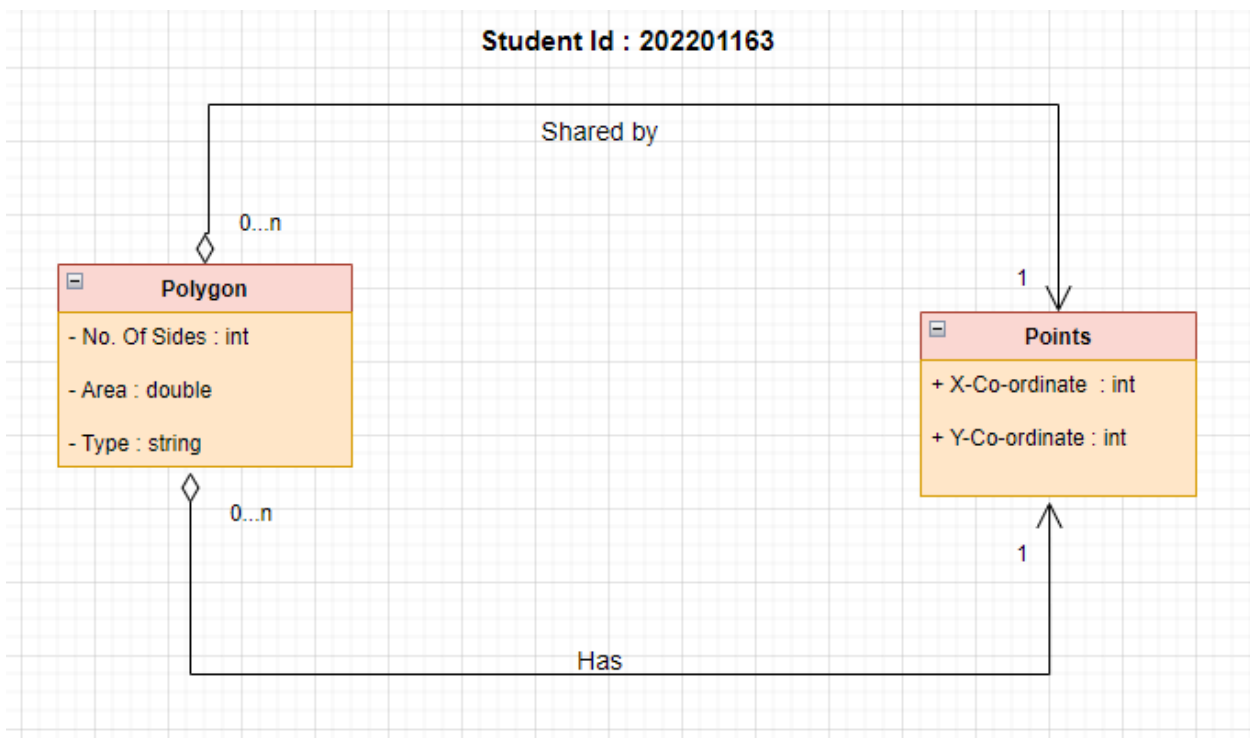 Student Id : 202201163
Shared by
0...n
Polygon
- No. Of Sides : int
- Area : double
- Type : string
0...n
1
Points
+ X-Co-ordinate : int
+ Y-Co-ordinate : int
1
Has